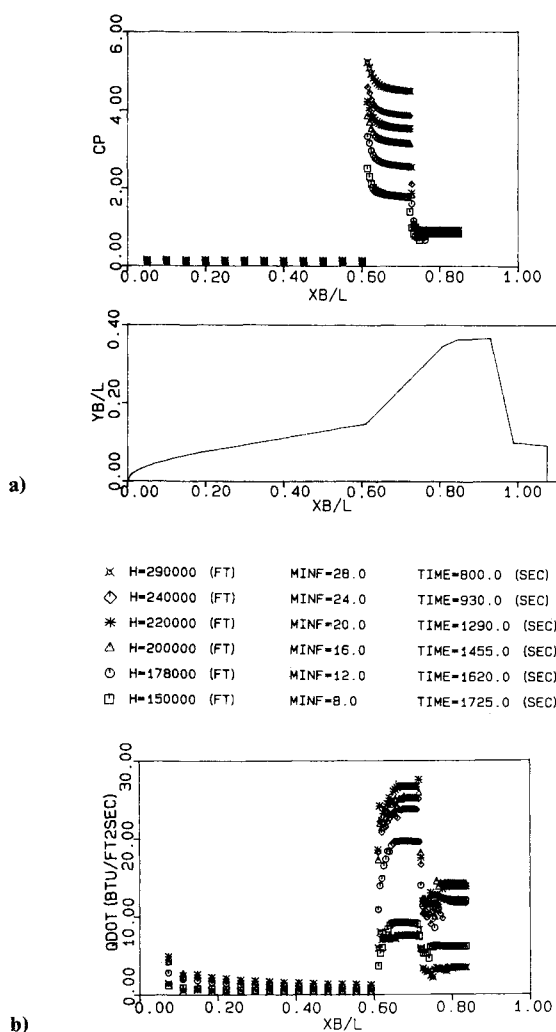 6.00
4.00
2.00
0.00
CP
0.00 0.20 0.40 0.60 0.80 1.00
XB/L
0.40
0.20
0.00
YB/L
0.00 0.20 0.40 0.60 0.80 1.00
XB/L
a)
H=290000 (FT) MINF=28.0 TIME=800.0 (SEC)
H=240000 (FT) MINF=24.0 TIME=930.0 (SEC)
H=220000 (FT) MINF=20.0 TIME=1290.0 (SEC)
H=200000 (FT) MINF=16.0 TIME=1455.0 (SEC)
H=178000 (FT) MINF=12.0 TIME=1620.0 (SEC)
H=150000 (FT) MINF=8.0 TIME=1725.0 (SEC)
30.00
20.00
10.00
0.00
QDOT (BTU/FT2SEC)
0.00 0.20 0.40 0.60 0.80 1.00
XB/L
b)